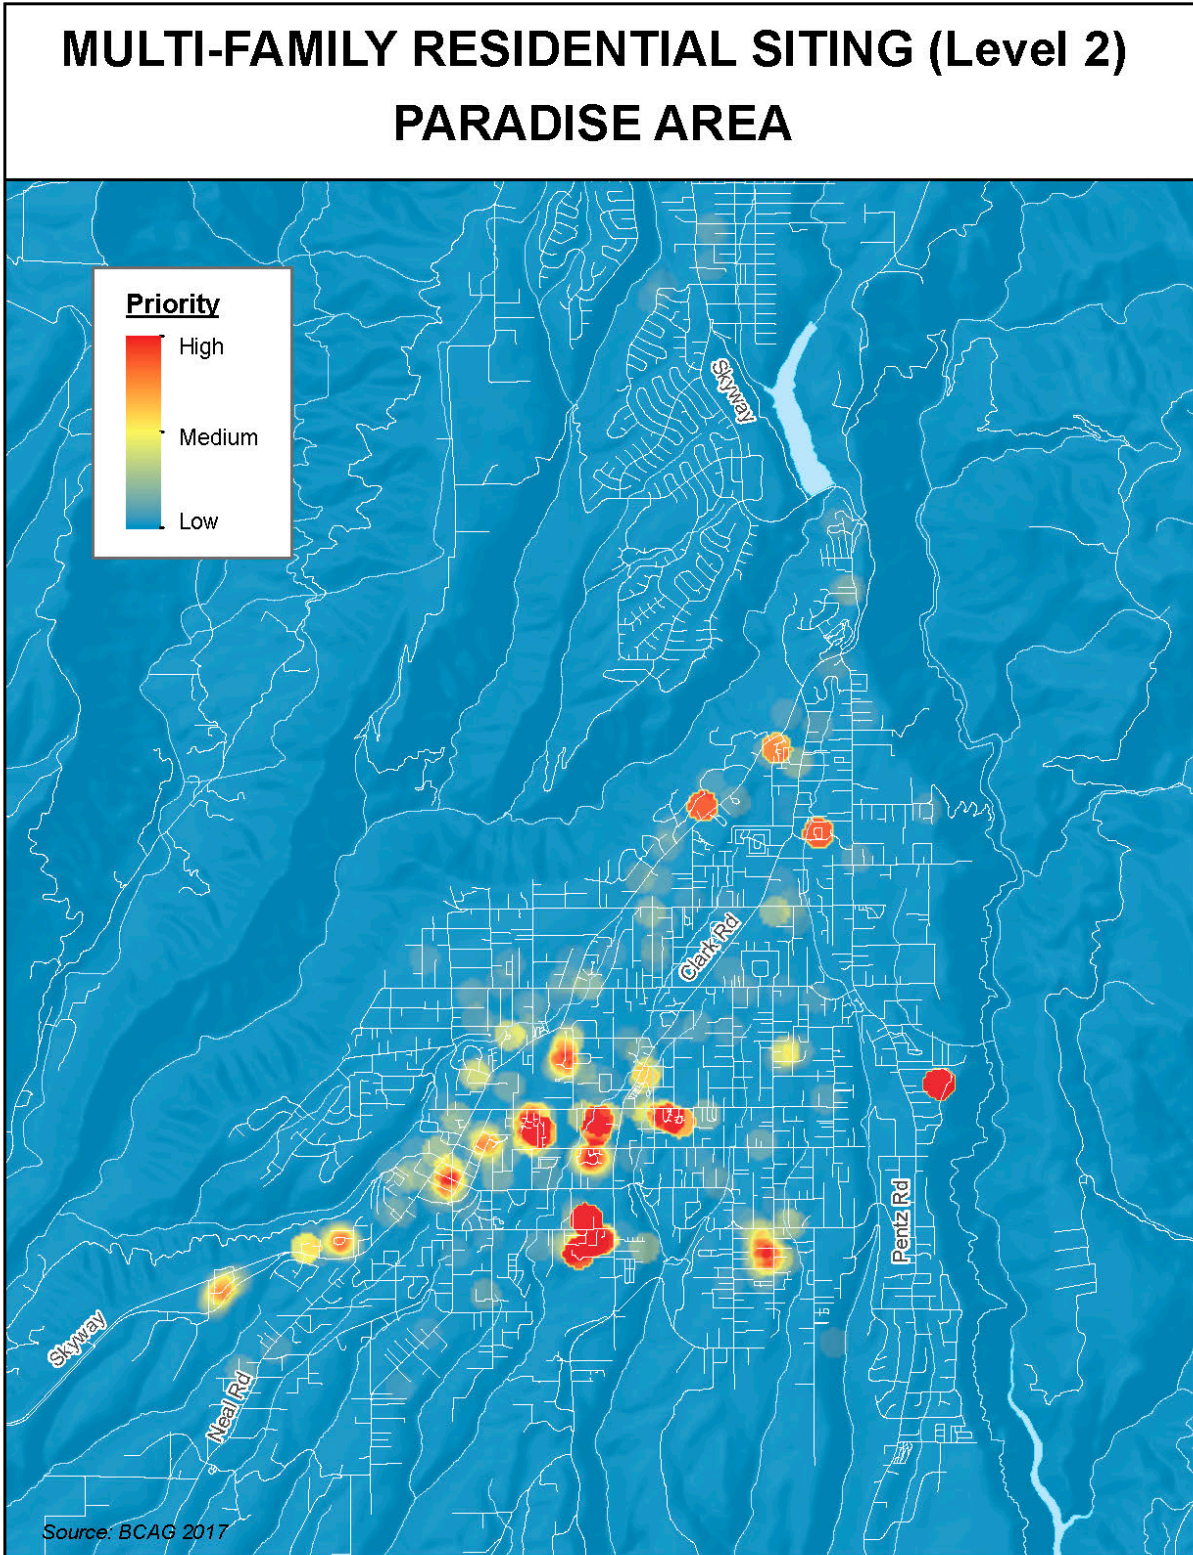 MULTI-FAMILY RESIDENTIAL SITING (Level 2)
PARADISE AREA
Priority
High
Medium
Low
Skyway
Clark Rd
Pentz Rd
Skyway
Neal Rd
Source: BCAG 2017